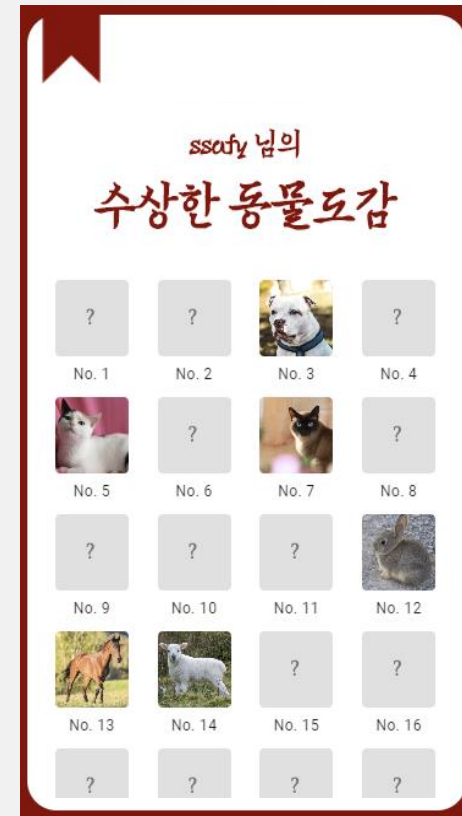 ssafy 님의
수상한 동물도감
? ? ?
No. 1 No. 2 No. 3 No. 4
? ?
No. 5 No. 6 No. 7 No. 8
? ? ?
No. 9 No. 10 No. 11 No. 12
? ?
No. 13 No. 14 No. 15 No. 16
? ? ? ?